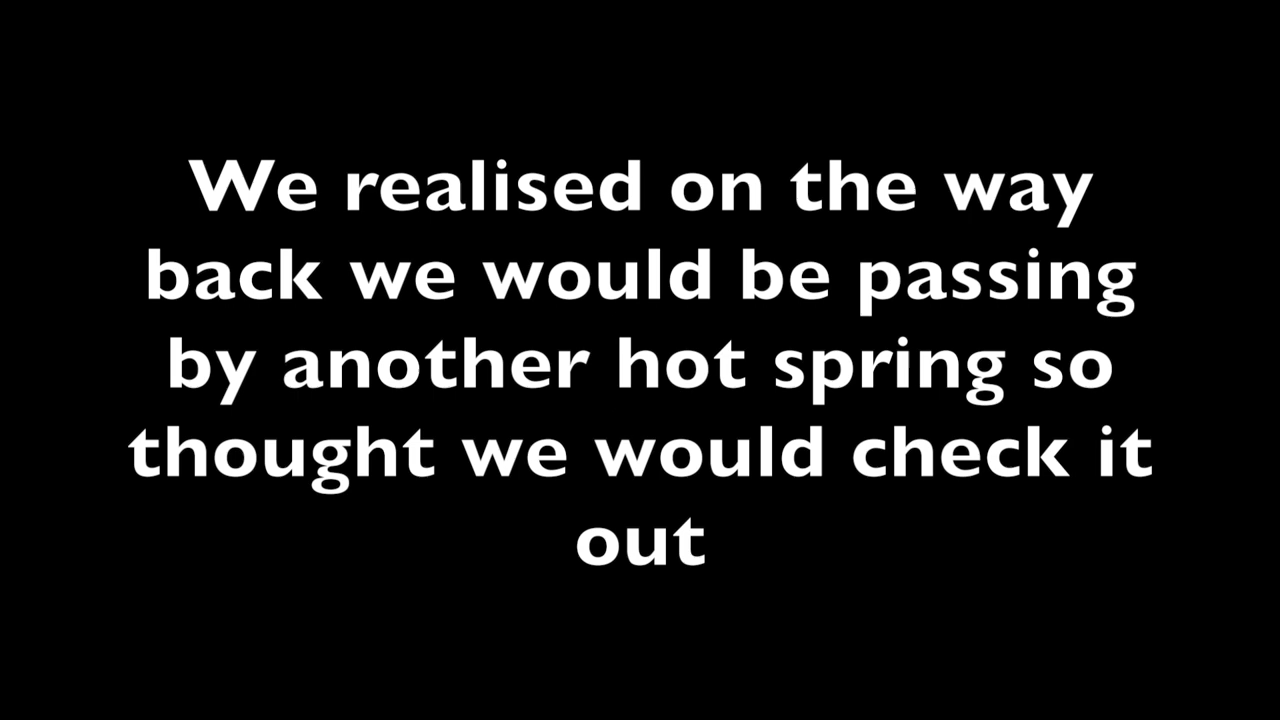 We realised on the way
back we would be passing
by another hot spring so
thought we would check it
out